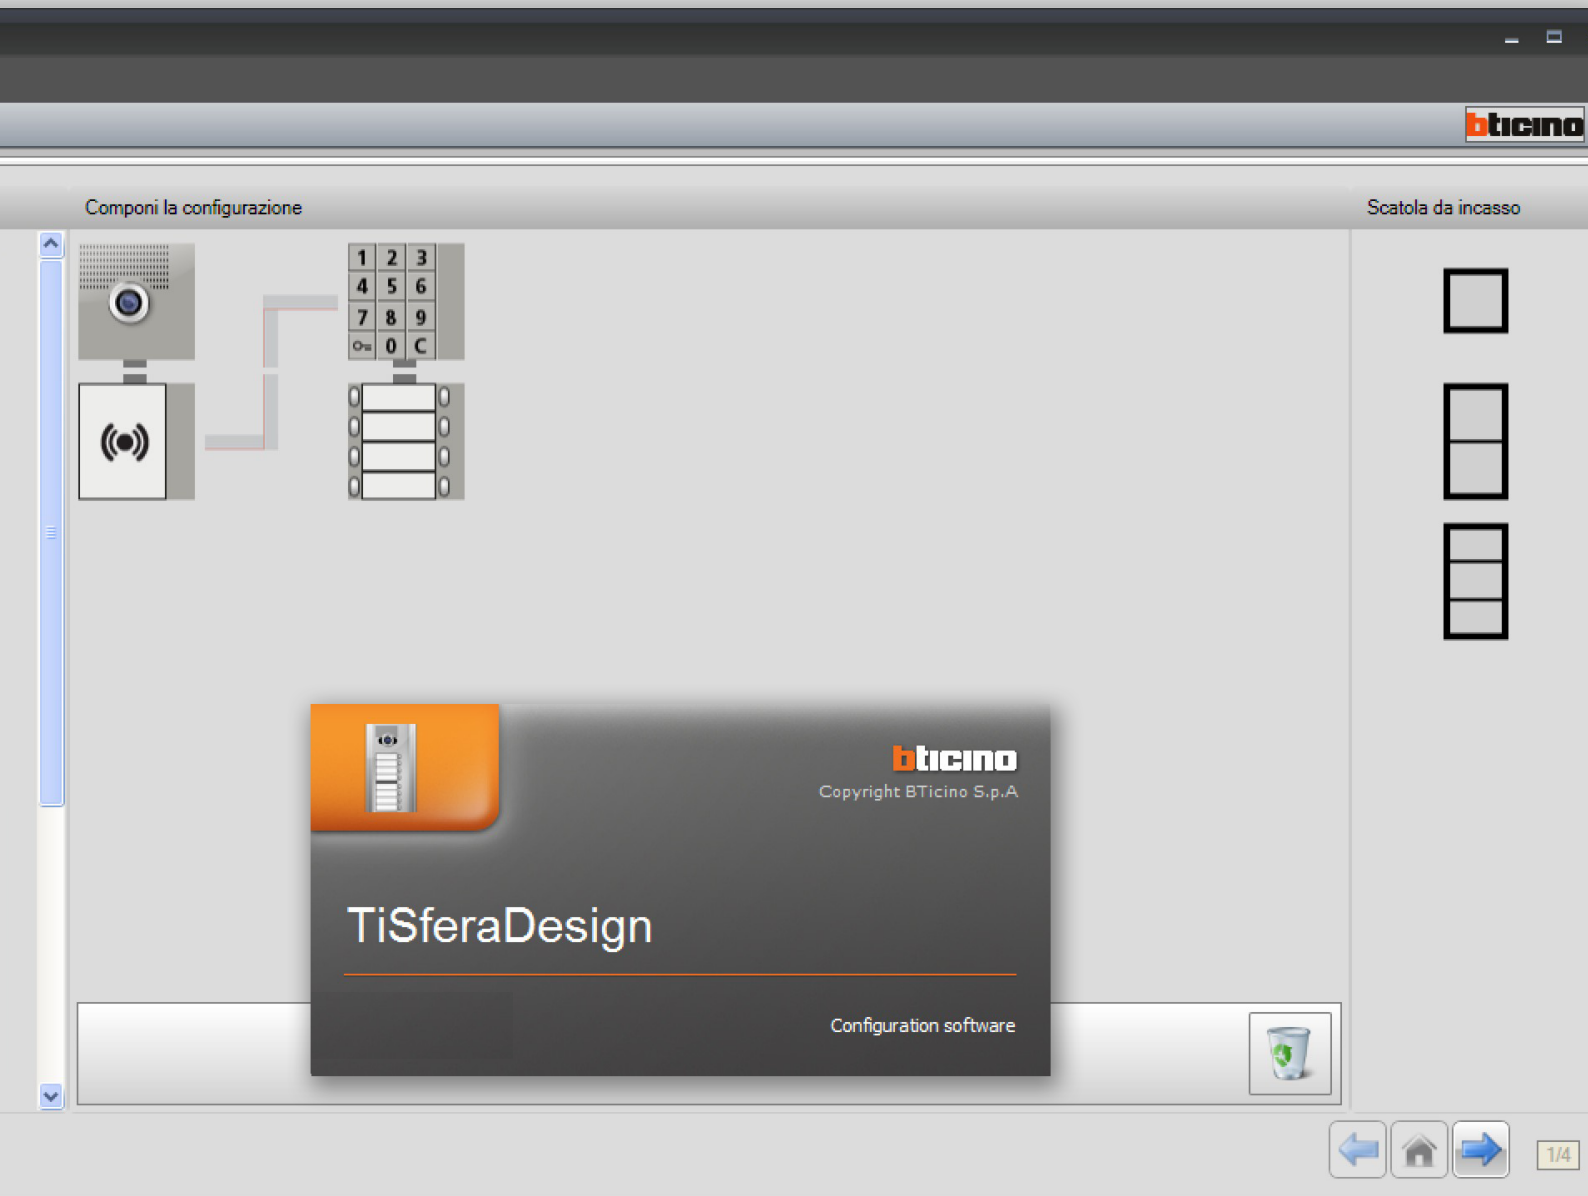 bticino
Componi la configurazione
Scatola da incasso
1 2 3
4 5 6
7 8 9
0 C
bticino
Copyright BTicino S.p.A
TiSferaDesign
Configuration software
1/4